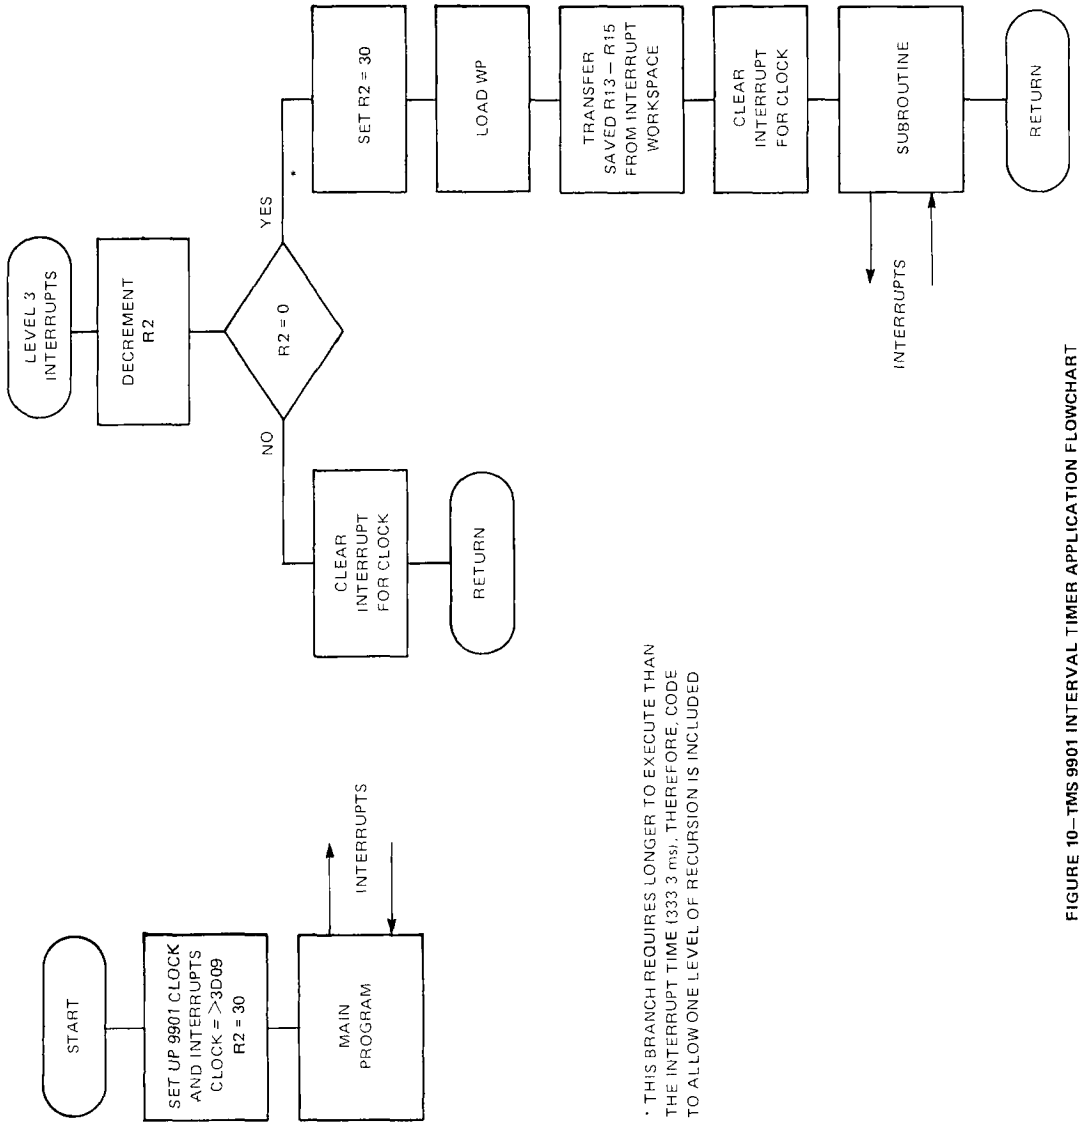 START
SET UP 9901 CLOCK
AND INTERRUPTS
CLOCK = >3D09
R2 = 30
MAIN
PROGRAM
INTERRUPTS
LEVEL 3
INTERRUPTS
DECREMENT
R2
R2 = 0
NO
YES
CLEAR
INTERRUPT
FOR CLOCK
RETURN
*
SET R2 = 30
LOAD WP
TRANSFER
SAVED R13 – R15
FROM INTERRUPT
WORKSPACE
CLEAR
INTERRUPT
FOR CLOCK
SUBROUTINE
INTERRUPTS
RETURN
* THIS BRANCH REQUIRES LONGER TO EXECUTE THAN
THE INTERRUPT TIME (333 3 ms), THEREFORE, CODE
TO ALLOW ONE LEVEL OF RECURSION IS INCLUDED
FIGURE 10–TMS 9901 INTERVAL TIMER APPLICATION FLOWCHART